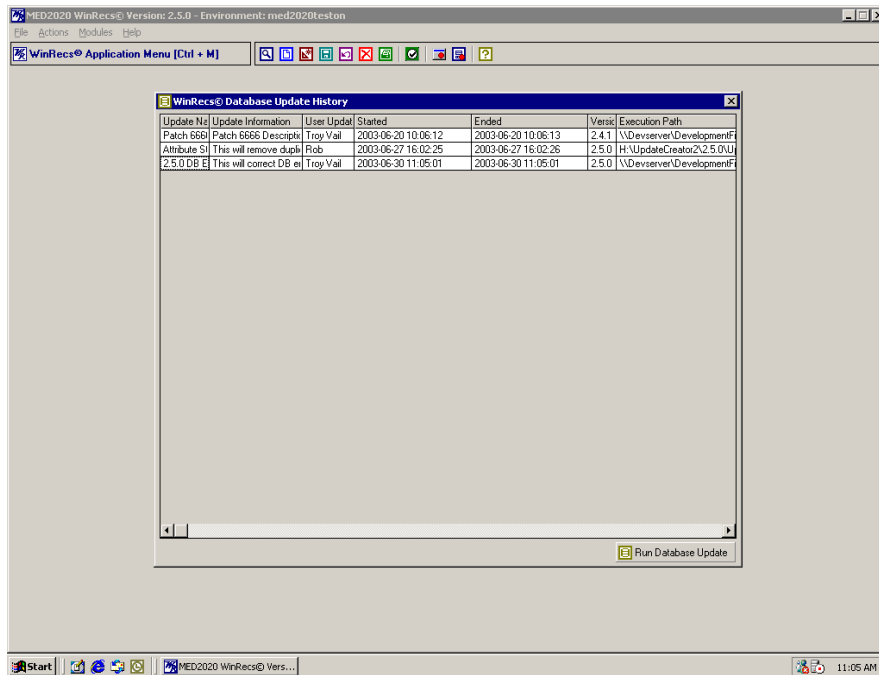 MED2020 WinRecs© Version: 2.5.0 - Environment: med2020teston
File Actions Modules Help
WinRecs© Application Menu [Ctrl + M]
WinRecs© Database Update History
Update Na Update Information User Updat Started Ended Versic Execution Path
Patch 666 Patch 6666 Descriptic Troy Vail 2003-06-20 10:06:12 2003-06-20 10:06:13 2.4.1 \\Devserver\DevelopmentFi
Attribute St This will remove dupli Rob 2003-06-27 16:02:25 2003-06-27 16:02:26 2.5.0 H:\UpdateCreator2\2.5.0\Up
2.5.0 DB E This will correct DB er Troy Vail 2003-06-30 11:05:01 2003-06-30 11:05:01 2.5.0 \\Devserver\DevelopmentFi
Run Database Update
Start MED2020 WinRecs© Vers... 11:05 AM